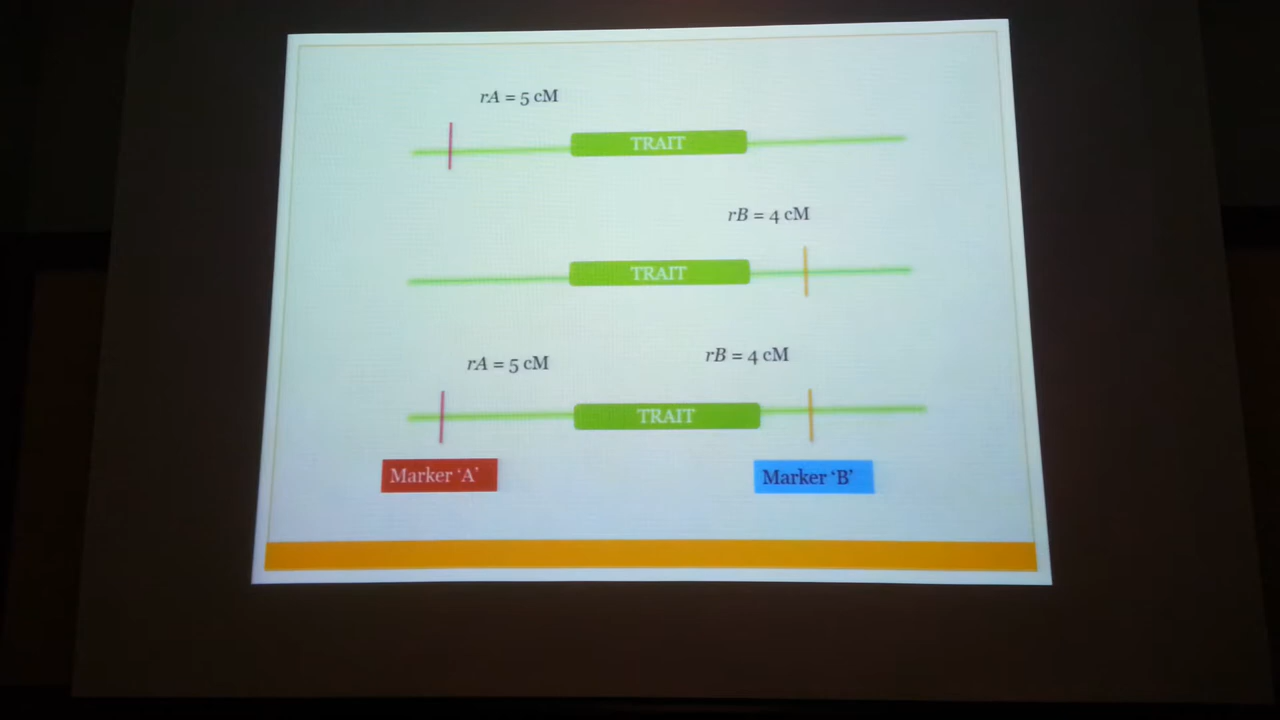 rA = 5 cM
TRAIT
rB = 4 cM
TRAIT
rA = 5 cM
rB = 4 cM
TRAIT
Marker ‘A’
Marker ‘B’